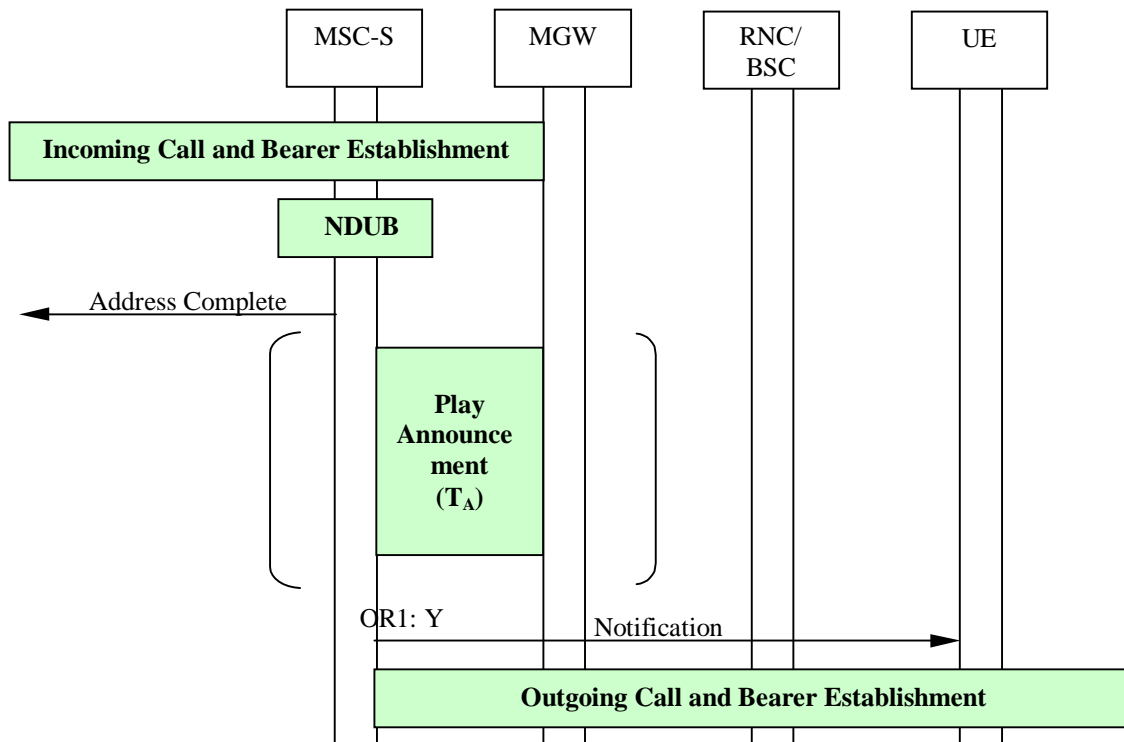 MSC-S
MGW
RNC/
BSC
UE
Incoming Call and Bearer Establishment
NDUB
Address Complete
Play
Announce
ment
(TA)
OR1: Y
Notification
Outgoing Call and Bearer Establishment